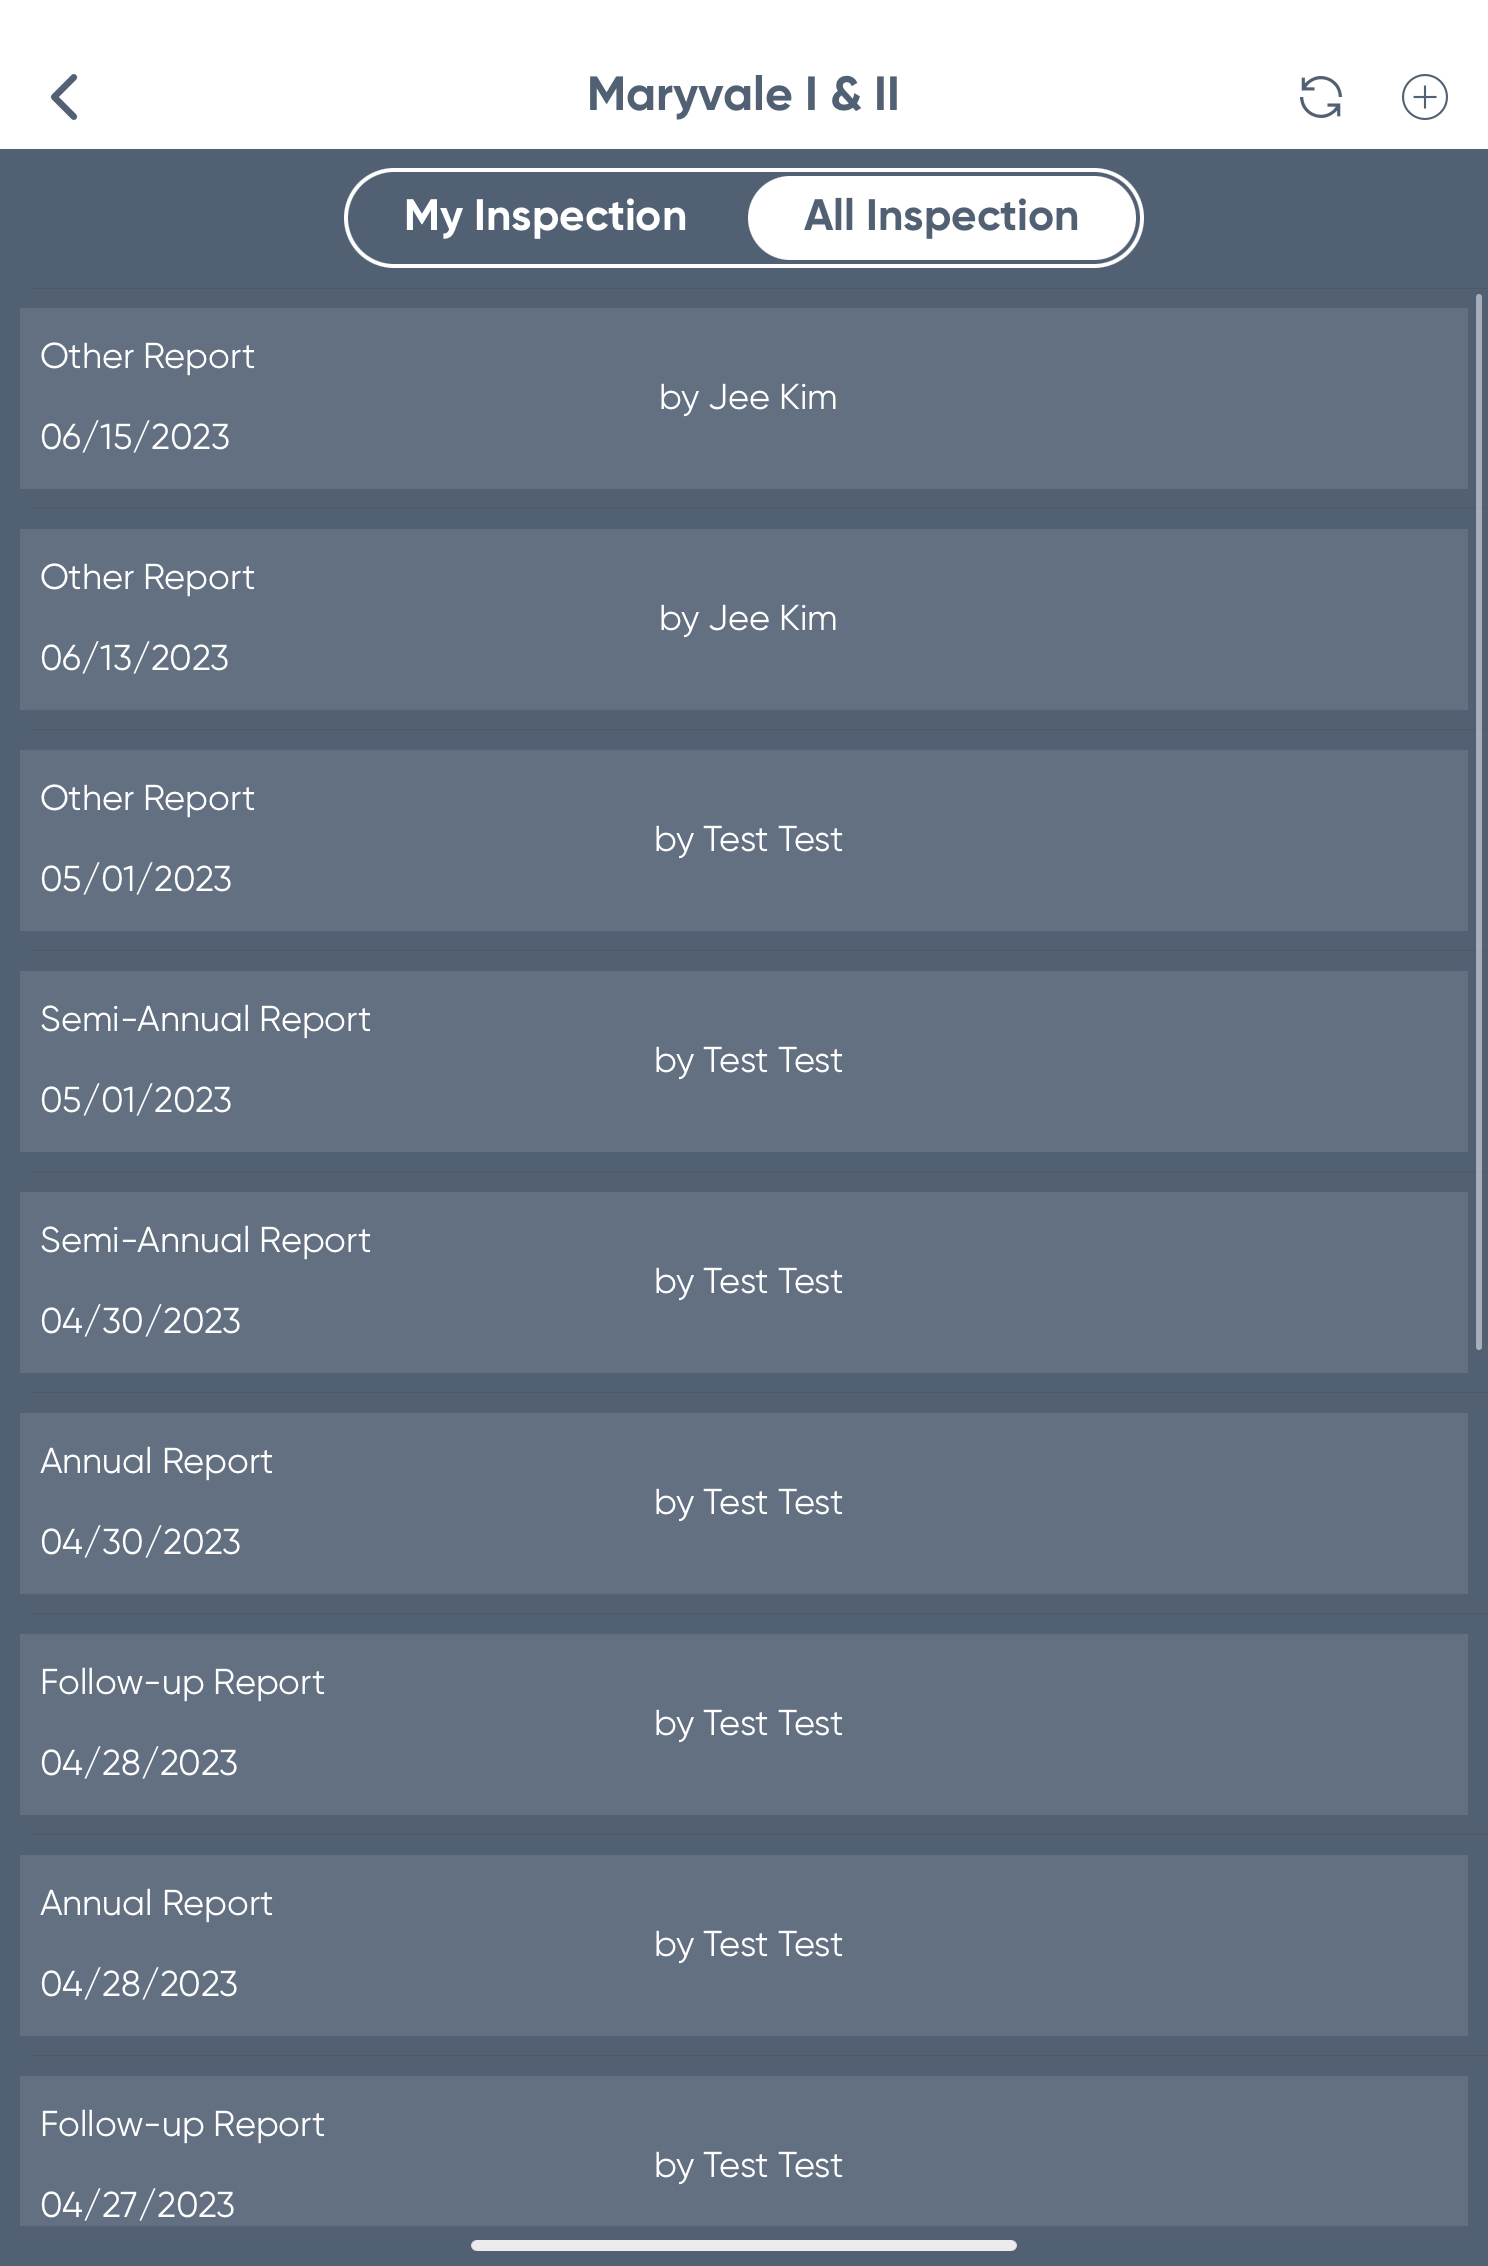 Maryvale I & II
My Inspection
All Inspection
Other Report
by Jee Kim
06/15/2023
Other Report
by Jee Kim
06/13/2023
Other Report
by Test Test
05/01/2023
Semi-Annual Report
by Test Test
05/01/2023
Semi-Annual Report
by Test Test
04/30/2023
Annual Report
by Test Test
04/30/2023
Follow-up Report
by Test Test
04/28/2023
Annual Report
by Test Test
04/28/2023
Follow-up Report
by Test Test
04/27/2023